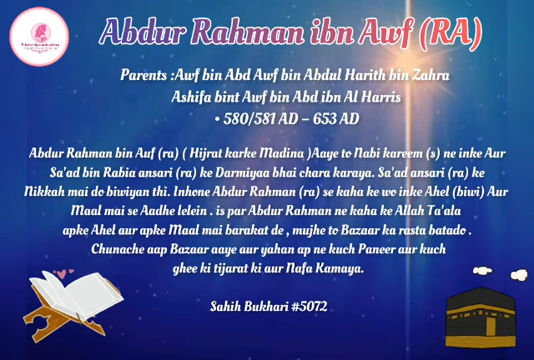 Abdur Rahman ibn Awf (RA)
Parents :Awf bin Abd Awf bin Abdul Harith bin Zahra
Ashifa bint Awf bin Abd ibn Al Harris
• 580/581 AD – 653 AD
Abdur Rahman bin Auf (ra) ( Hijrat karke Madina )Aaye to Nabi kareem (s) ne inke Aur
Sa'ad bin Rabia ansari (ra) ke Darmiyaa bhai chara karaya. Sa'ad ansari (ra) ke
Nikkah mai do biwiyan thi. Inhone Abdur Rahman (ra) se kaha ke wo inke Ahel (biwi) Aur
Maal mai se Aadhe lelein . is par Abdur Rahman ne kaha ke Allah Ta'ala
apke Ahel aur apke Maal mai barakat de , mujhe to Bazaar ka rasta batado .
Chunache aap Bazaar aaye aur yahan ap ne kuch Paneer aur kuch
ghee ki tijarat ki aur Nafa Kamaya.
Sahih Bukhari #5072